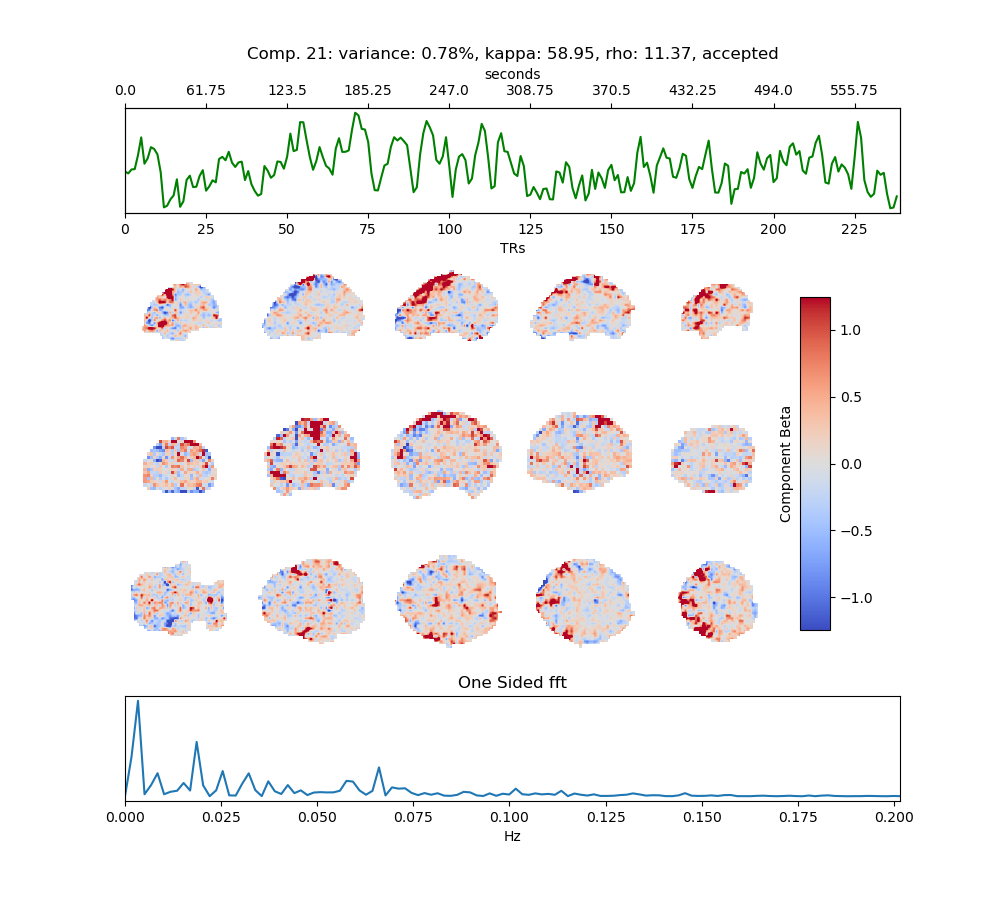 Comp. 21: variance: 0.78%, kappa: 58.95, rho: 11.37, accepted
seconds
0.0 61.75 123.5 185.25 247.0 308.75 370.5 432.25 494.0 555.75
0 25 50 75 100 125 150 175 200 225
TRs
1.0
0.5
0.0
−0.5
−1.0
Component Beta
One Sided fft
0.000 0.025 0.050 0.075 0.100 0.125 0.150 0.175 0.200
Hz